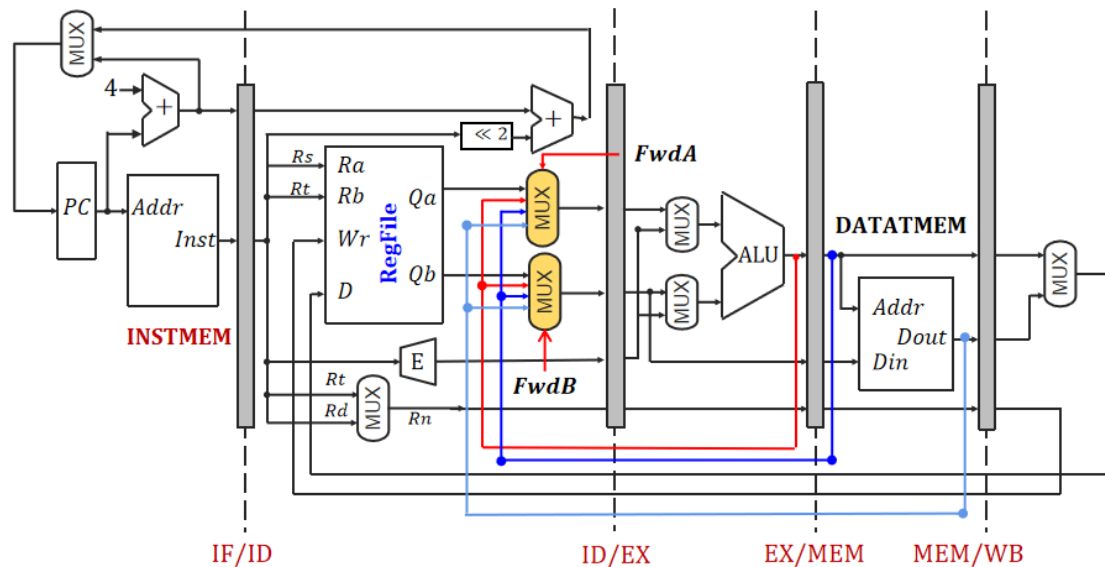 MUX
4
+
+
≪ 2
FwdA
Rs
Ra
Rt
Rb
Qa
MUX
MUX
PC
Addr
Inst
Wr
RegFile
DATATMEM
ALU
MUX
Qb
MUX
MUX
D
Addr
Dout
Din
INSTMEM
E
FwdB
Rt
Rd
MUX
Rn
IF/ID
ID/EX
EX/MEM
MEM/WB